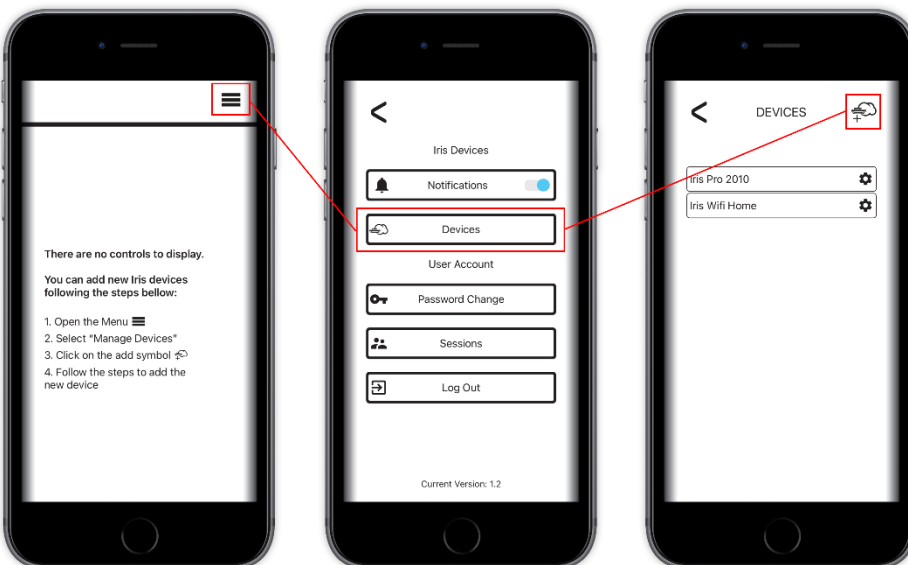 There are no controls to display.
You can add new Iris devices
following the steps bellow:
1. Open the Menu
2. Select "Manage Devices"
3. Click on the add symbol
4. Follow the steps to add the
new device
Iris Devices
Notifications
Devices
User Account
Password Change
Sessions
Log Out
Current Version: 1.2
DEVICES
Iris Pro 2010
Iris Wifi Home